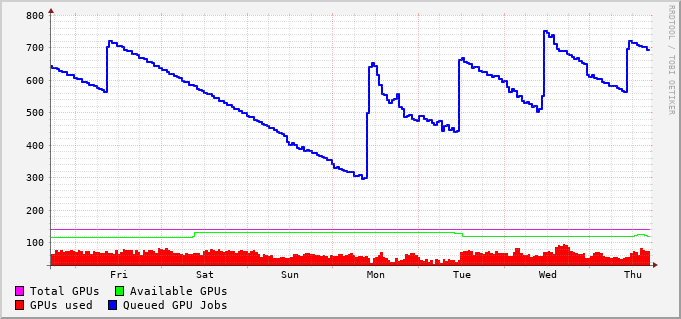 800
700
600
500
400
300
200
100
Fri Sat Sun Mon Tue Wed Thu
Total GPUs Available GPUs
GPUs used Queued GPU Jobs
RRDTOOL / TOBI OETIKER